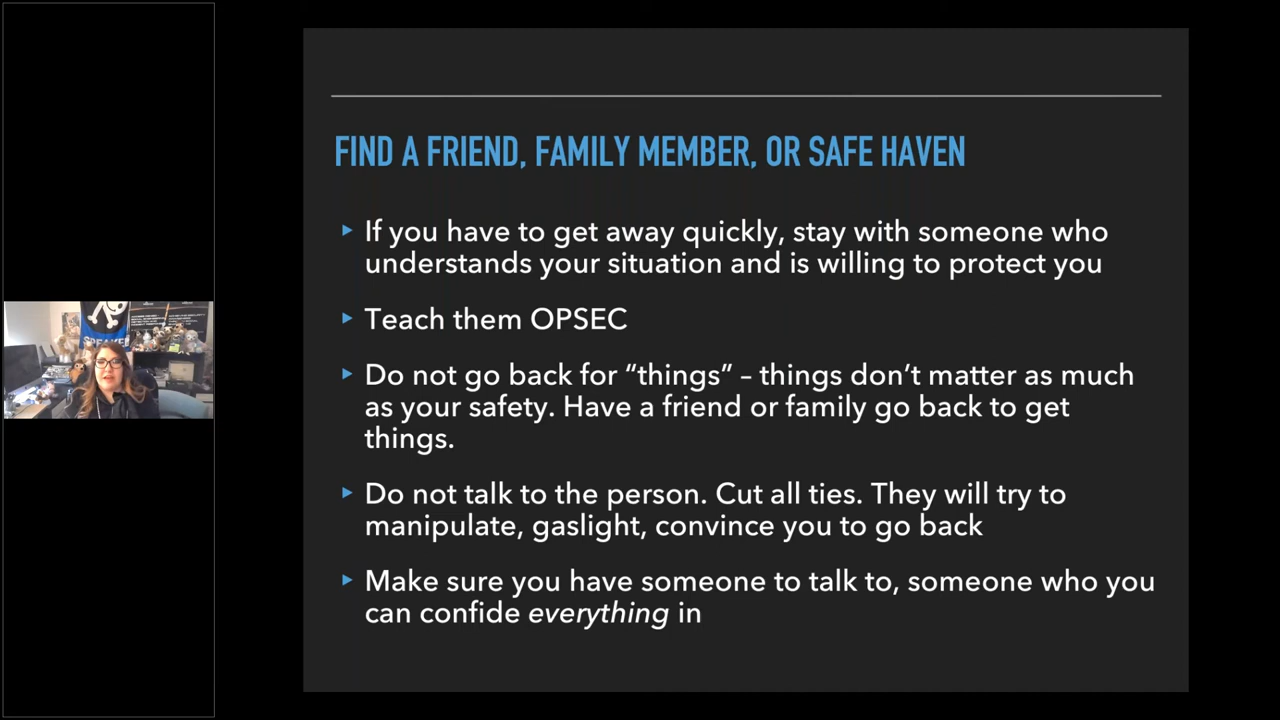 FIND A FRIEND, FAMILY MEMBER, OR SAFE HAVEN
If you have to get away quickly, stay with someone who
understands your situation and is willing to protect you
Teach them OPSEC
Do not go back for “things” – things don’t matter as much
as your safety. Have a friend or family go back to get
things.
Do not talk to the person. Cut all ties. They will try to
manipulate, gaslight, convince you to go back
Make sure you have someone to talk to, someone who you
can confide everything in
SPEAKER